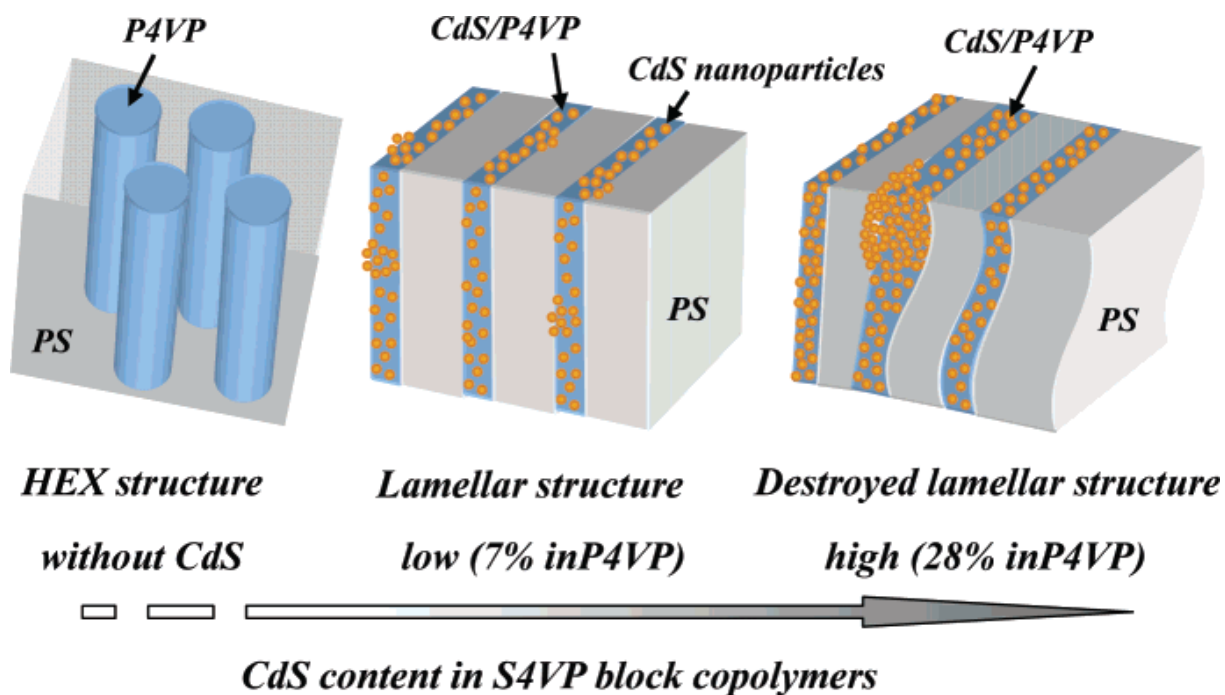 P4VP
CdS/P4VP
CdS nanoparticles
CdS/P4VP
PS
PS
PS
HEX structure
Lamellar structure
Destroyed lamellar structure
without CdS
low (7% inP4VP)
high (28% inP4VP)
CdS content in S4VP block copolymers